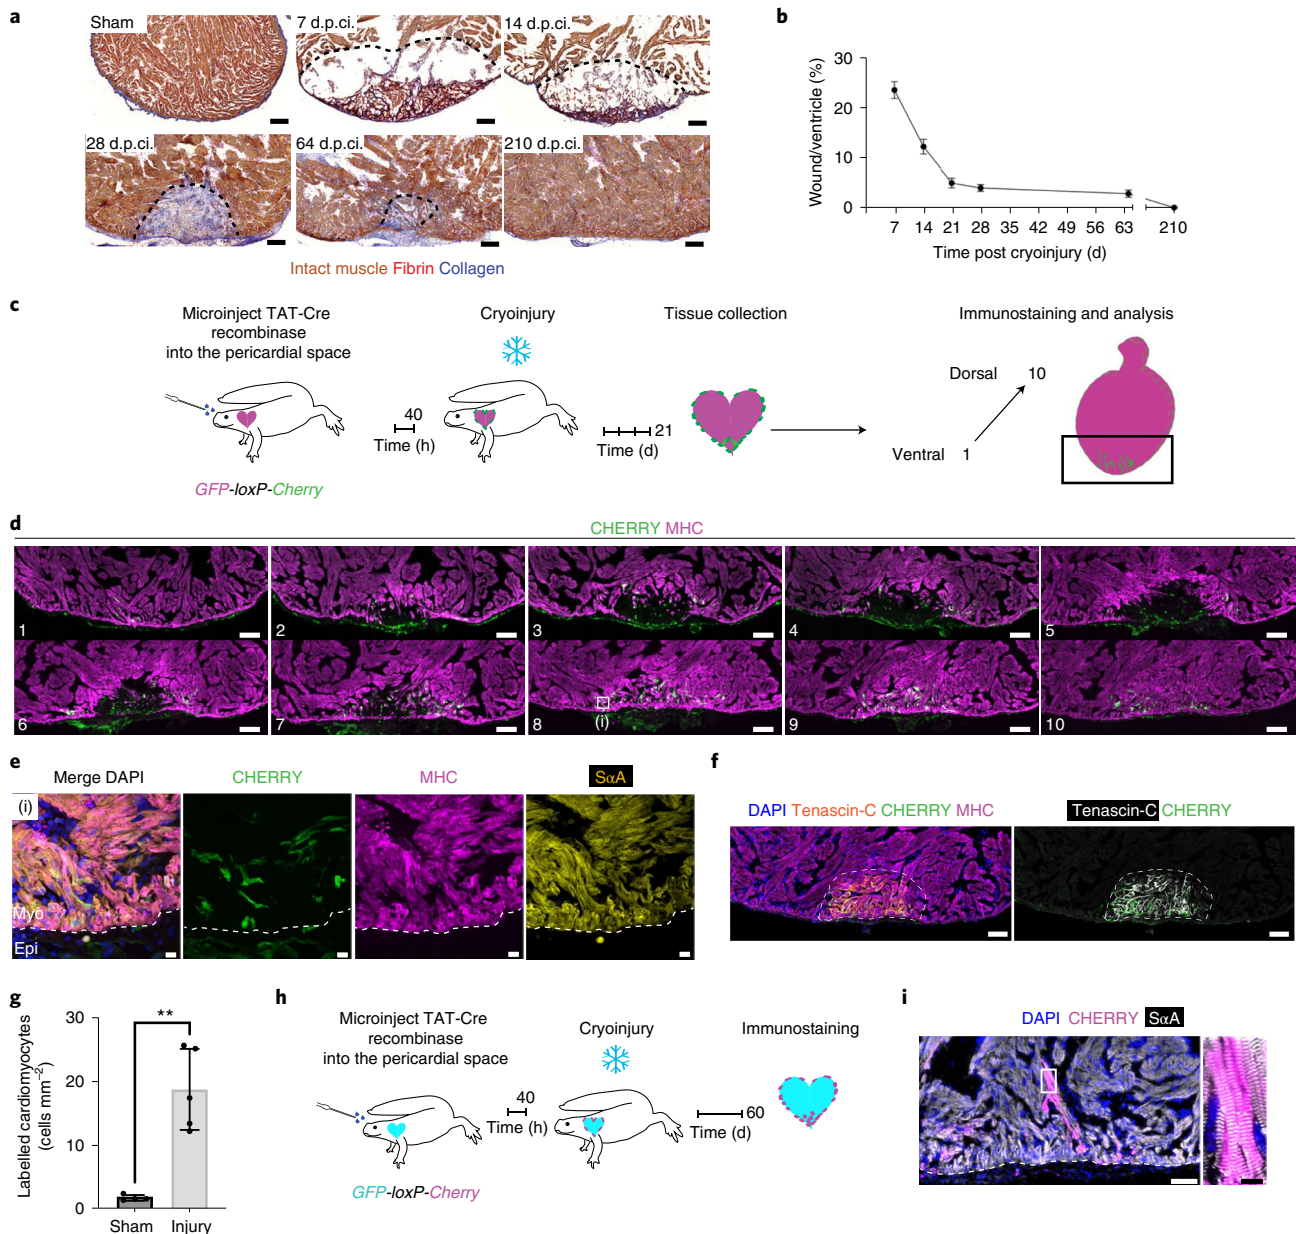 a
Sham
7 d.p.ci.
14 d.p.ci.
28 d.p.ci.
64 d.p.ci.
210 d.p.ci.
Intact muscle Fibrin Collagen
b
Wound/ventricle (%)
30
20
10
0
7 14 21 28 35 42 49 56 63 210
Time post cryoinjury (d)
c
Microinject TAT-Cre
recombinase
into the pericardial space
Cryoinjury
Tissue collection
Immunostaining and analysis
40
Time (h)
21
Time (d)
Dorsal 10
Ventral 1
GFP-loxP-Cherry
d
CHERRY MHC
1
2
3
4
5
6
7
8
(i)
9
10
e
Merge DAPI
CHERRY
MHC
SαA
(i)
Myo
Epi
f
DAPI Tenascin-C CHERRY MHC
Tenascin-C CHERRY
g
Labelled cardiomyocytes
(cells mm⁻²)
30
20
10
0
**
Sham
Injury
h
Microinject TAT-Cre
recombinase
into the pericardial space
Cryoinjury
Immunostaining
40
Time (h)
60
Time (d)
GFP-loxP-Cherry
i
DAPI CHERRY SαA